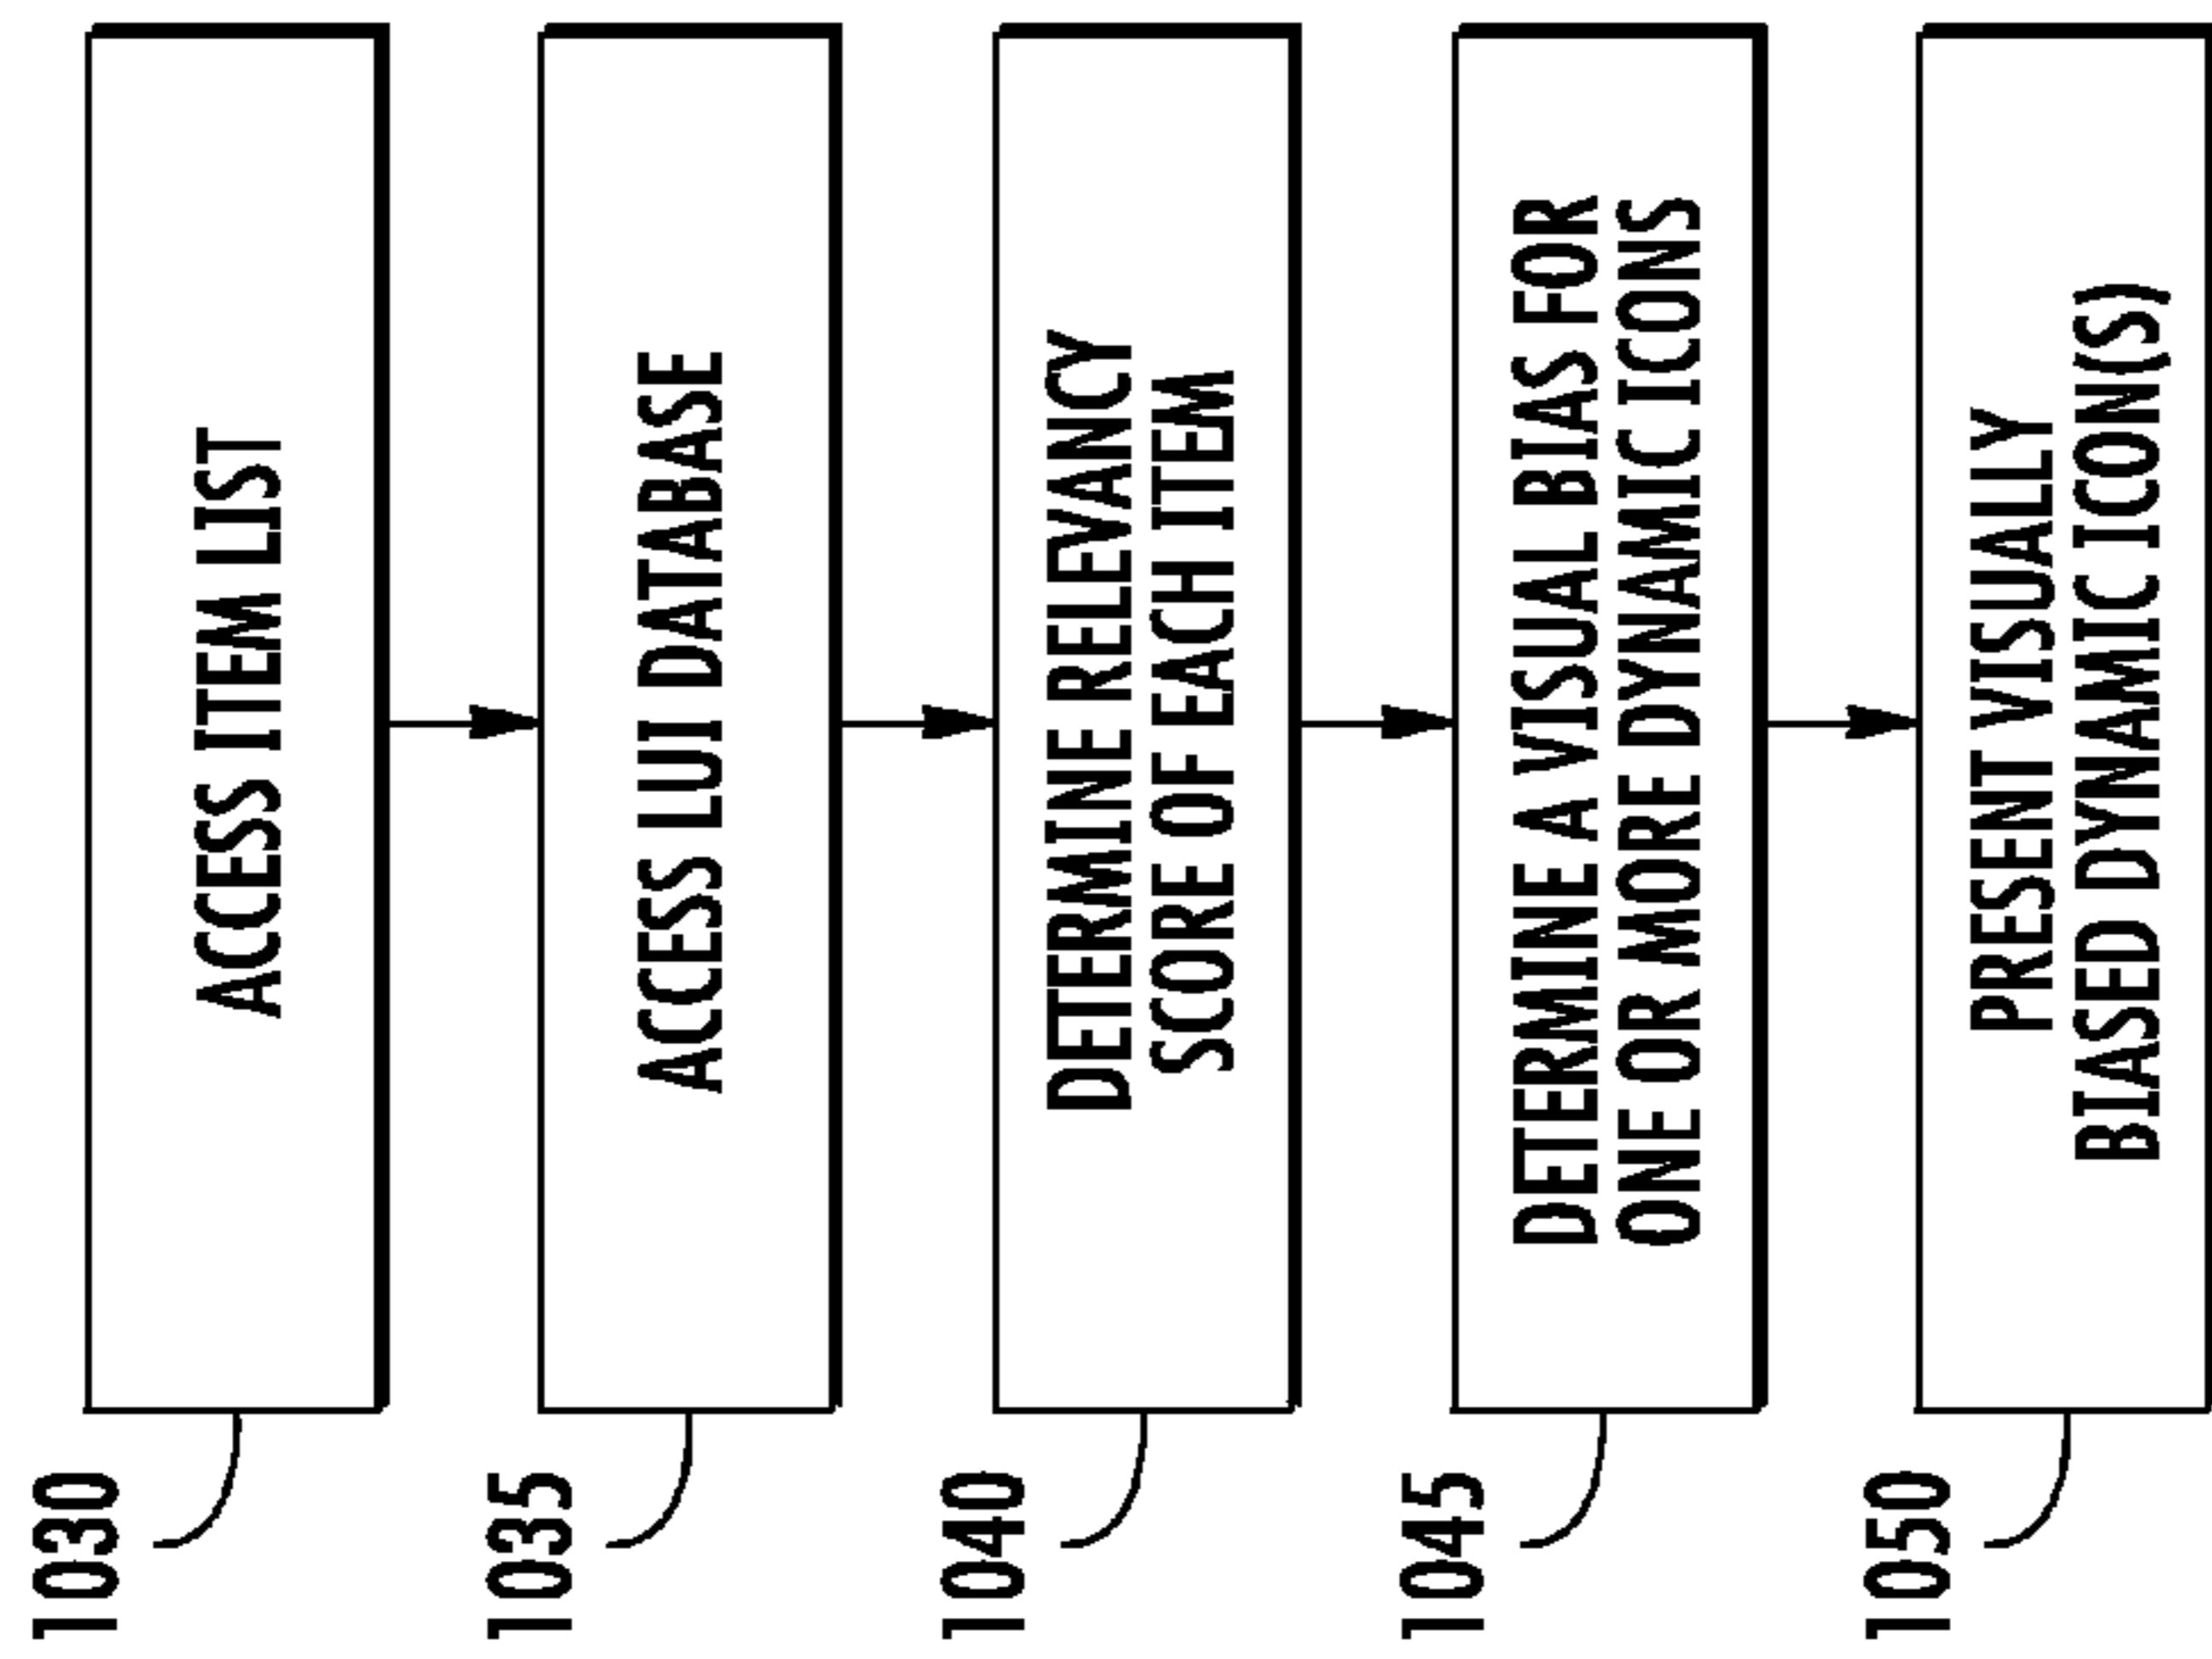 1030
ACCESS ITEM LIST
1035
ACCESS LUI DATABASE
1040
DETERMINE RELEVANCY
SCORE OF EACH ITEM
1045
DETERMINE A VISUAL BIAS FOR
ONE OR MORE DYNAMIC ICONS
1050
PRESENT VISUALLY
BIASED DYNAMIC ICON(S)